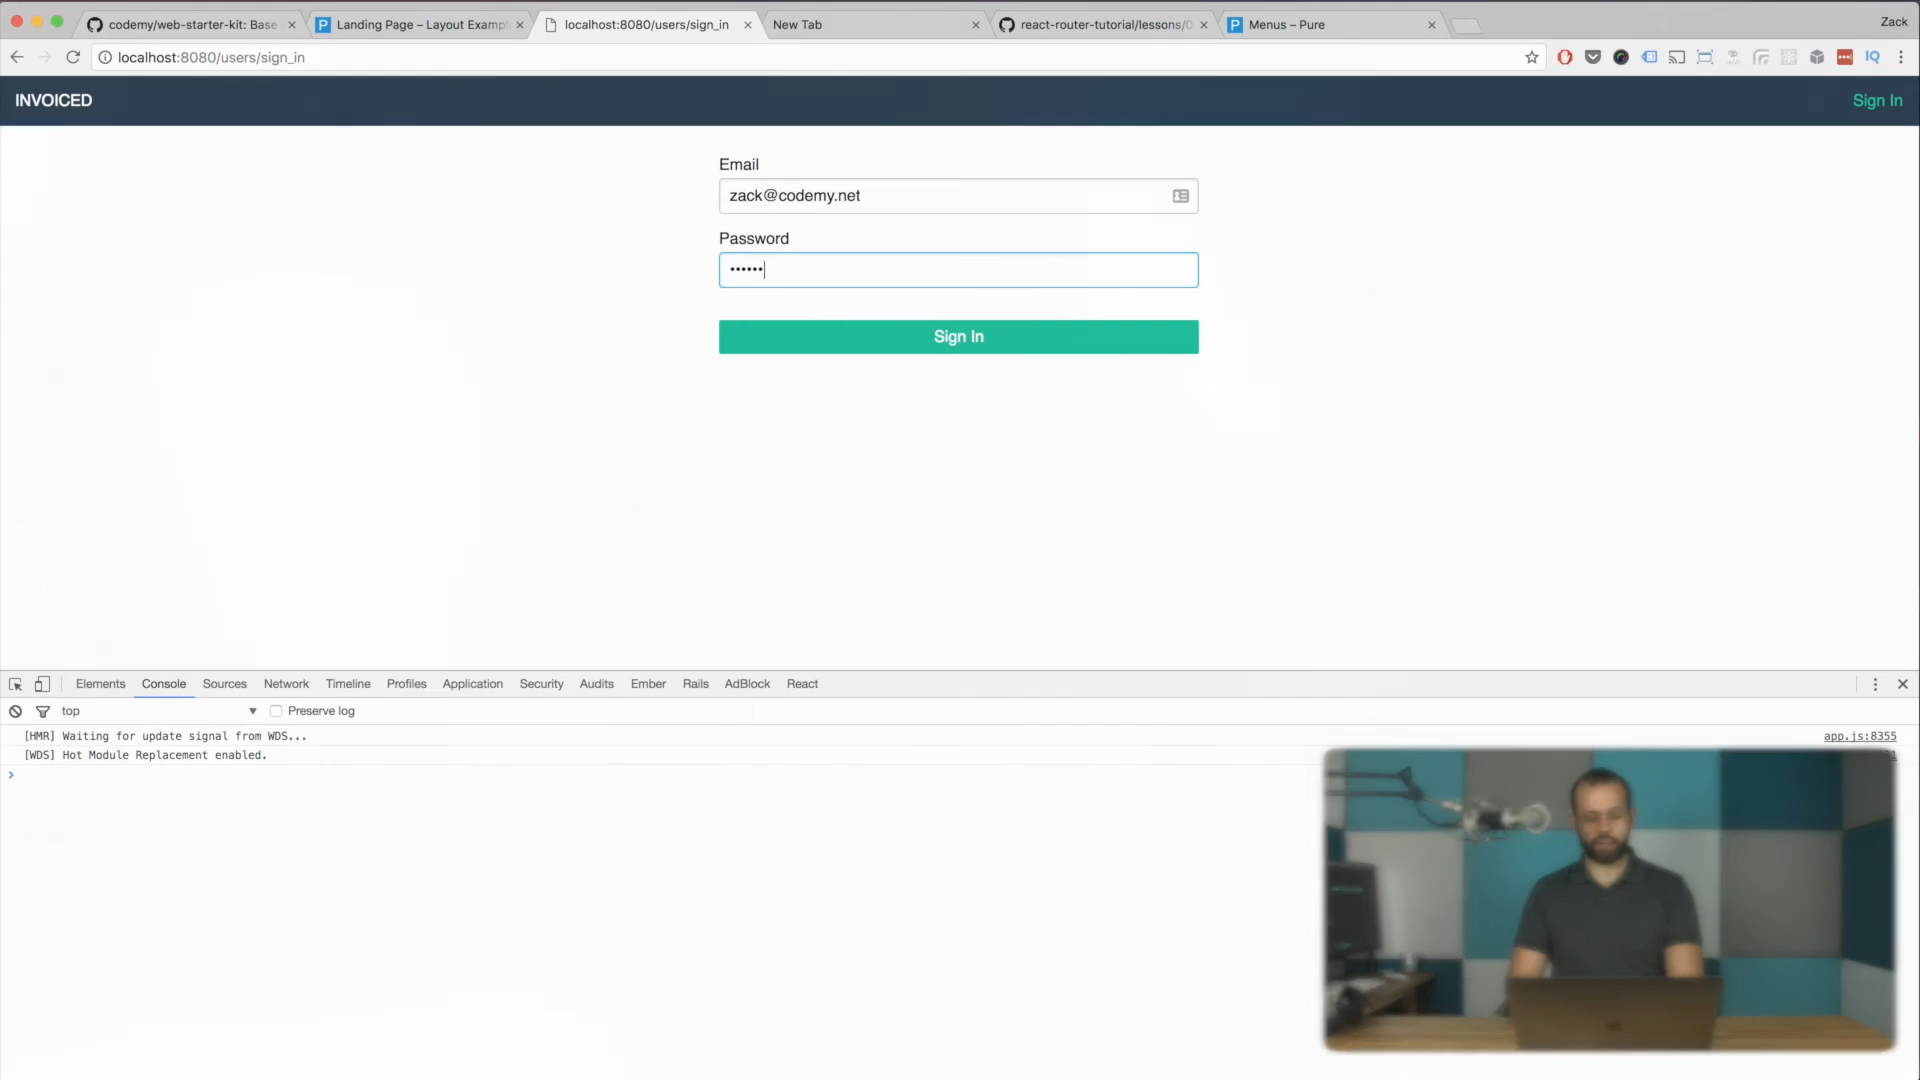 codemy/web-starter-kit: Base
Landing Page – Layout Exampl
localhost:8080/users/sign_in
New Tab
react-router-tutorial/lessons/0
Menus – Pure
Zack
localhost:8080/users/sign_in
IQ
INVOICED
Sign In
Email
zack@codemy.net
Password
••••••
Sign In
Elements Console Sources Network Timeline Profiles Application Security Audits Ember Rails AdBlock React
top
Preserve log
[HMR] Waiting for update signal from WDS...
app.js:8355
[WDS] Hot Module Replacement enabled.